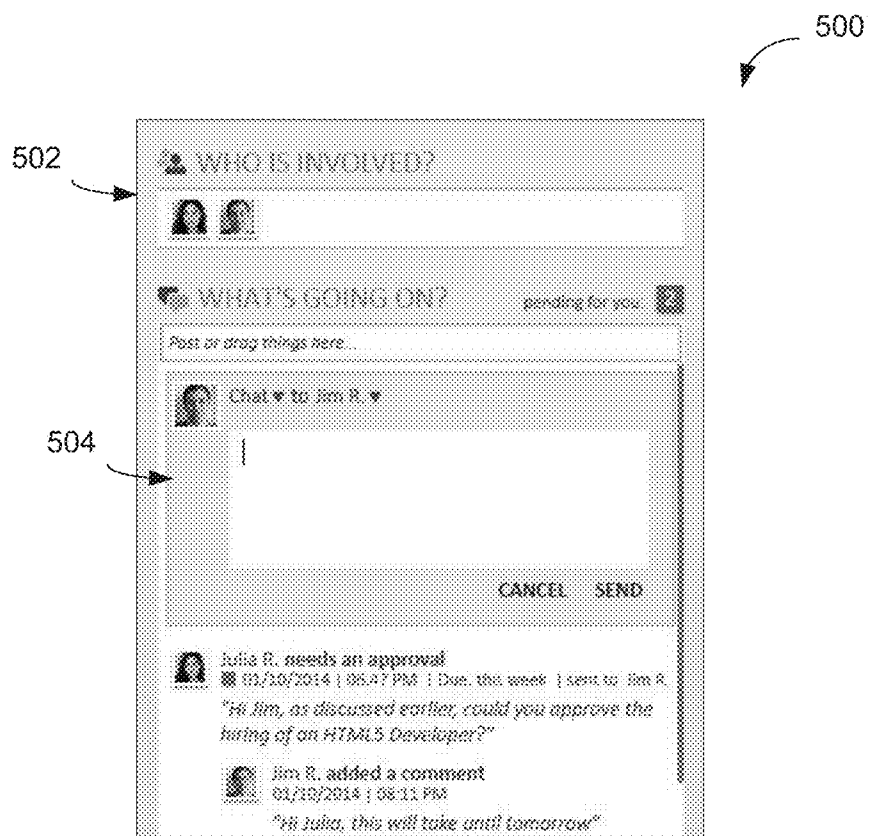 500
502
WHO IS INVOLVED?
WHAT'S GOING ON? pending for you 2
Post or drag things here...
Chat ▾ to Jim R. ▾
504
CANCEL SEND
Julia R. needs an approval
01/10/2014 | 06:47 PM | Due: this week | sent to Jim R.
"Hi Jim, as discussed earlier, could you approve the
hiring of an HTML5 Developer?"
Jim R. added a comment
01/10/2014 | 08:11 PM
"Hi Julia, this will take until tomorrow"